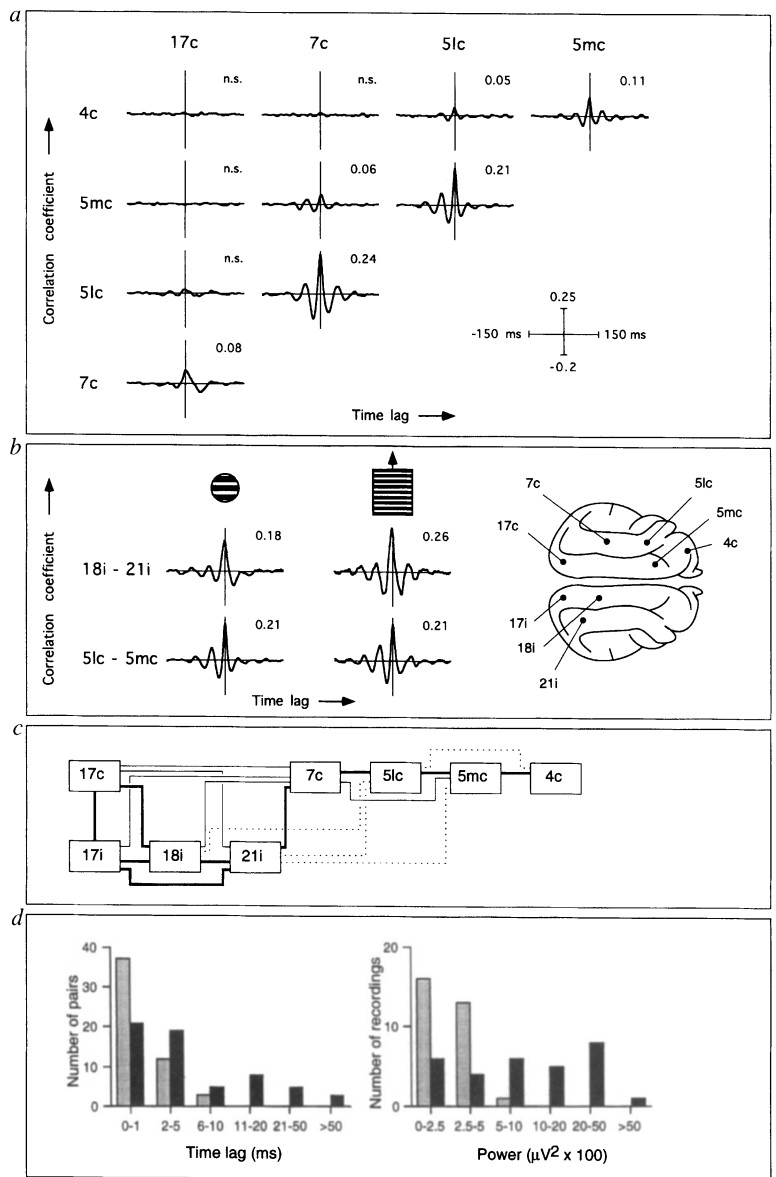 a
17c 7c 5lc 5mc
n.s. n.s. 0.05 0.11
4c
n.s. 0.06 0.21
5mc
n.s. 0.24
5lc
0.08
7c
Correlation coefficient
0.25
-150 ms 150 ms
-0.2
Time lag
b
Correlation coefficient
0.18 0.26
18i - 21i
0.21 0.21
5lc - 5mc
Time lag
7c 5lc
17c 5mc
4c
17i
18i
21i
c
17c 7c 5lc 5mc 4c
17i 18i 21i
d
Number of pairs
40
30
20
10
0
0-1 2-5 6-10 11-20 21-50 >50
Time lag (ms)
Number of recordings
20
10
0
0-2.5 2.5-5 5-10 10-20 20-50 >50
Power (μV² x 100)